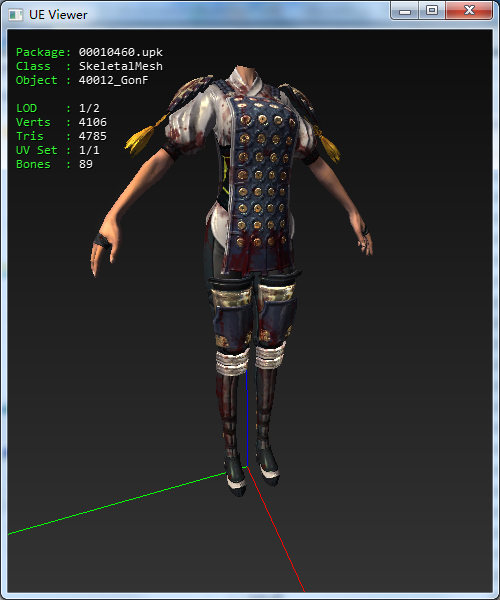 UE Viewer
Package: 00010460.upk
Class  : SkeletalMesh
Object : 40012_GonF
LOD    : 1/2
Verts  : 4106
Tris   : 4785
UV Set : 1/1
Bones  : 89